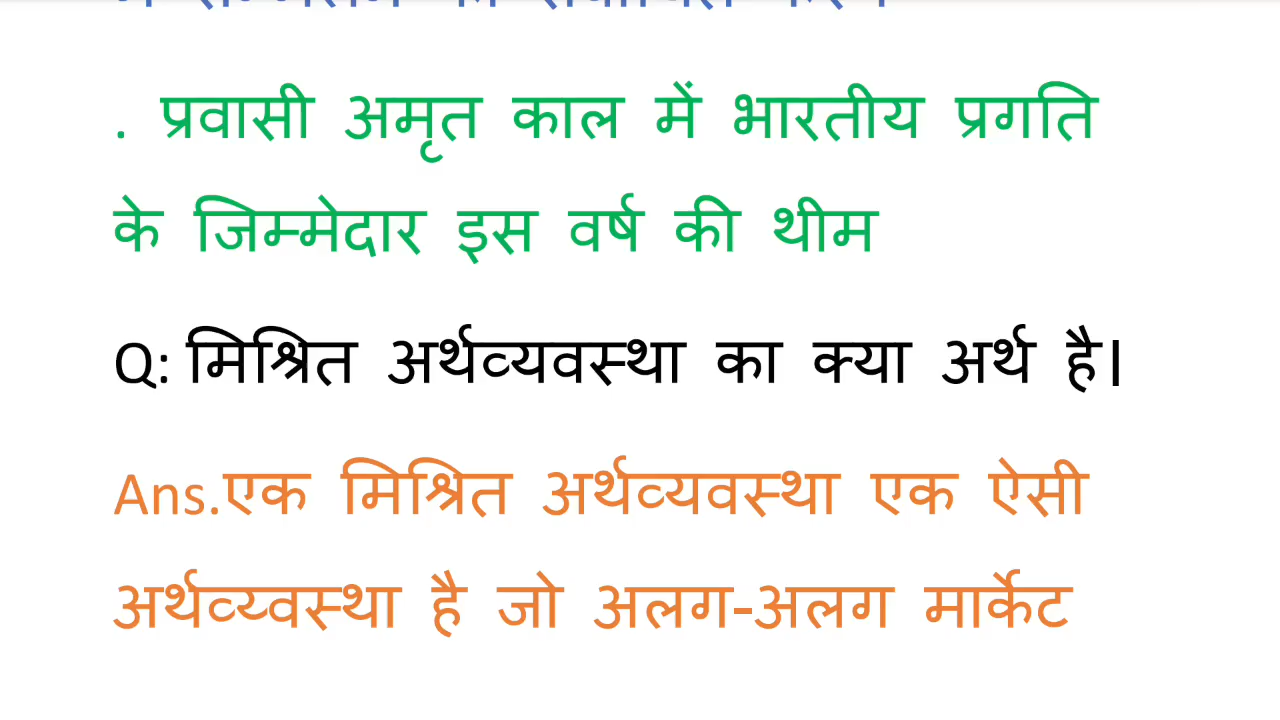 . प्रवासी अमृत काल में भारतीय प्रगति
के जिम्मेदार इस वर्ष की थीम
Q: मिश्रित अर्थव्यवस्था का क्या अर्थ है।
Ans.एक मिश्रित अर्थव्यवस्था एक ऐसी
अर्थव्य्वस्था है जो अलग-अलग मार्केट